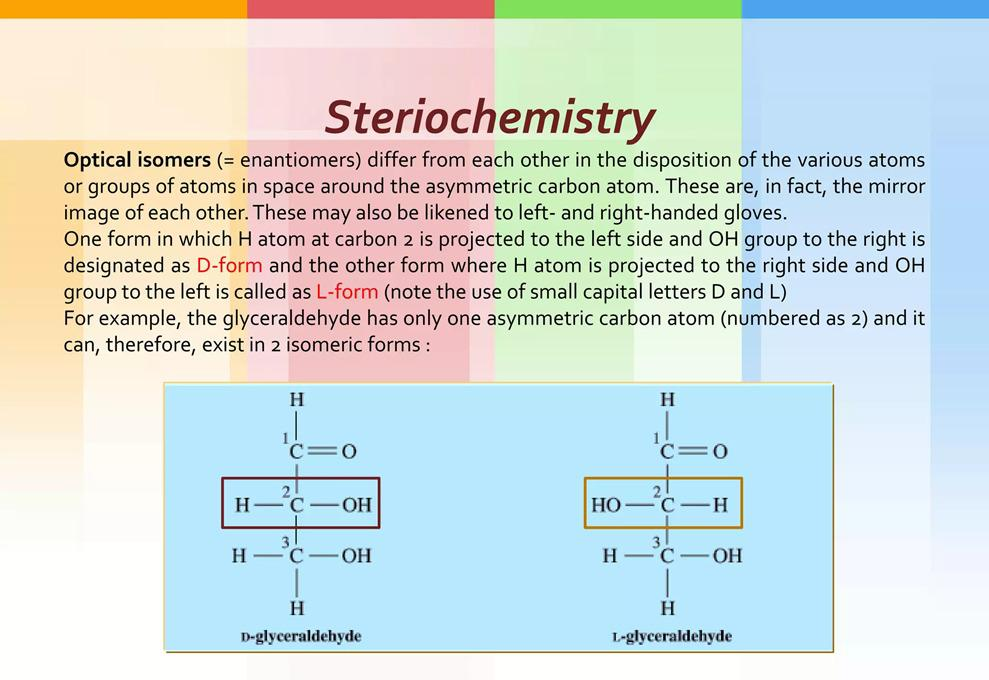 Steriochemistry
Optical isomers (= enantiomers) differ from each other in the disposition of the various atoms
or groups of atoms in space around the asymmetric carbon atom. These are, in fact, the mirror
image of each other. These may also be likened to left- and right-handed gloves.
One form in which H atom at carbon 2 is projected to the left side and OH group to the right is
designated as D-form and the other form where H atom is projected to the right side and OH
group to the left is called as L-form (note the use of small capital letters D and L)
For example, the glyceraldehyde has only one asymmetric carbon atom (numbered as 2) and it
can, therefore, exist in 2 isomeric forms :
H
1
C=O
2
H—C—OH
3
H—C—OH
H
D-glyceraldehyde
H
1
C=O
2
HO—C—H
3
H—C—OH
H
L-glyceraldehyde